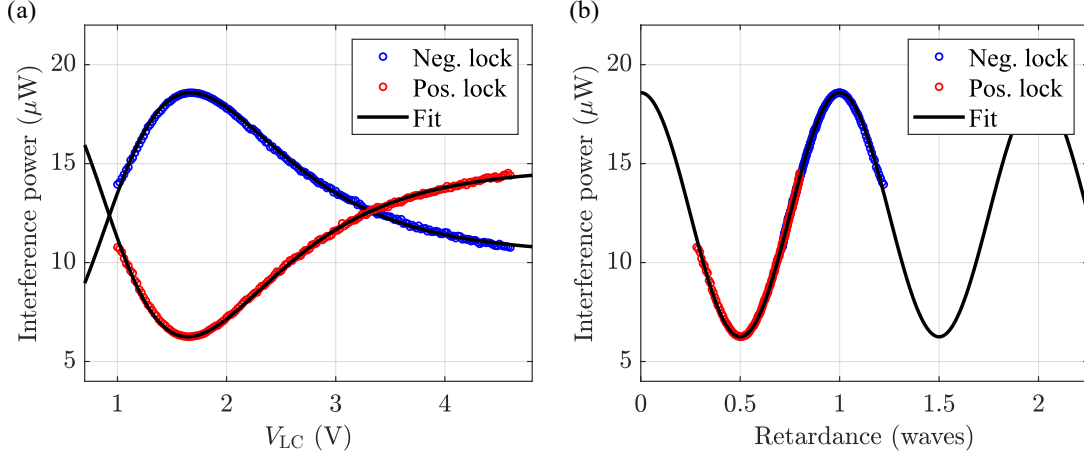 (a)
Interference power (μW)
20
15
10
5
Neg. lock
Pos. lock
Fit
1 2 3 4
V_LC (V)
(b)
Interference power (μW)
20
15
10
5
Neg. lock
Pos. lock
Fit
0 0.5 1 1.5 2
Retardance (waves)